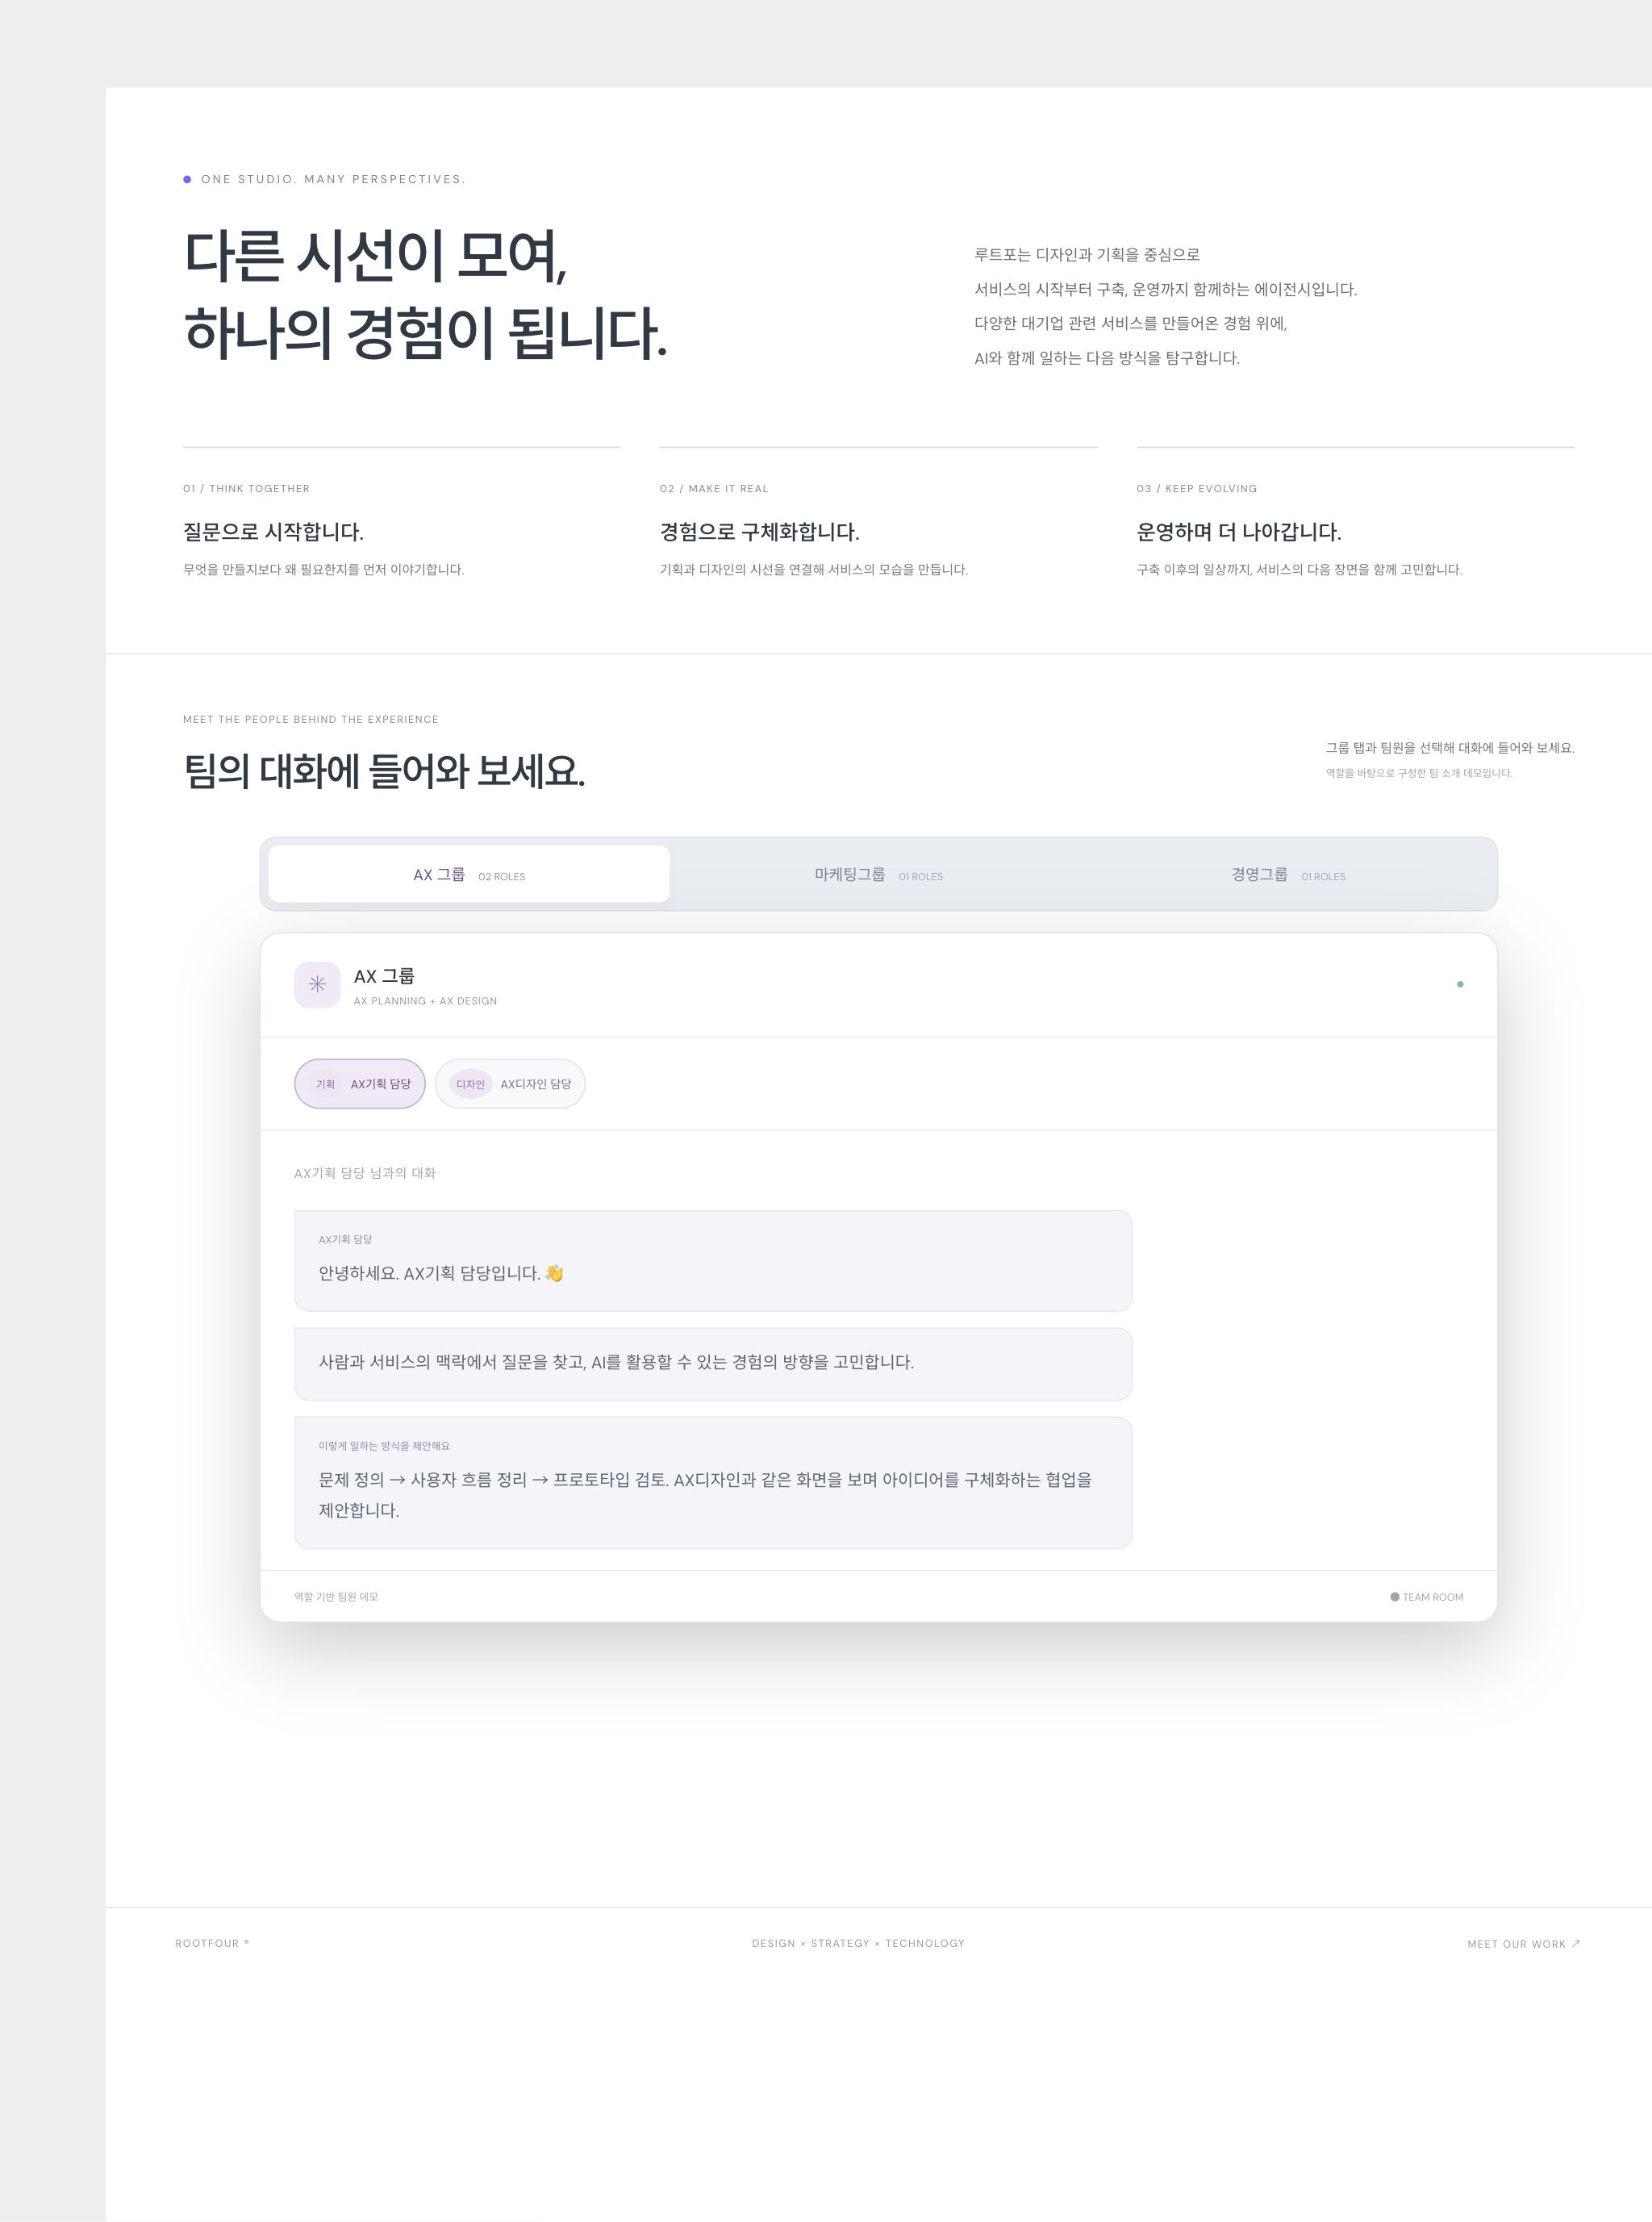 ONE STUDIO. MANY PERSPECTIVES.
다른 시선이 모여,
하나의 경험이 됩니다.
루트포는 디자인과 기획을 중심으로
서비스의 시작부터 구축, 운영까지 함께하는 에이전시입니다.
다양한 대기업 관련 서비스를 만들어온 경험 위에,
AI와 함께 일하는 다음 방식을 탐구합니다.
01 / THINK TOGETHER
질문으로 시작합니다.
무엇을 만들지보다 왜 필요한지를 먼저 이야기합니다.
02 / MAKE IT REAL
경험으로 구체화합니다.
기획과 디자인의 시선을 연결해 서비스의 모습을 만듭니다.
03 / KEEP EVOLVING
운영하며 더 나아갑니다.
구축 이후의 일상까지, 서비스의 다음 장면을 함께 고민합니다.
MEET THE PEOPLE BEHIND THE EXPERIENCE
팀의 대화에 들어와 보세요.
그룹 탭과 팀원을 선택해 대화에 들어와 보세요.
역할을 바탕으로 구성한 팀 소개 데모입니다.
AX 그룹 02 ROLES
마케팅그룹 01 ROLES
경영그룹 01 ROLES
AX 그룹
AX PLANNING + AX DESIGN
기획 AX기획 담당
디자인 AX디자인 담당
AX기획 담당 님과의 대화
AX기획 담당
안녕하세요. AX기획 담당입니다. 👋
사람과 서비스의 맥락에서 질문을 찾고, AI를 활용할 수 있는 경험의 방향을 고민합니다.
이렇게 일하는 방식을 제안해요
문제 정의 → 사용자 흐름 정리 → 프로토타입 검토. AX디자인과 같은 화면을 보며 아이디어를 구체화하는 협업을
제안합니다.
역할 기반 팀원 데모
● TEAM ROOM
ROOTFOUR ®
DESIGN × STRATEGY × TECHNOLOGY
MEET OUR WORK ↗